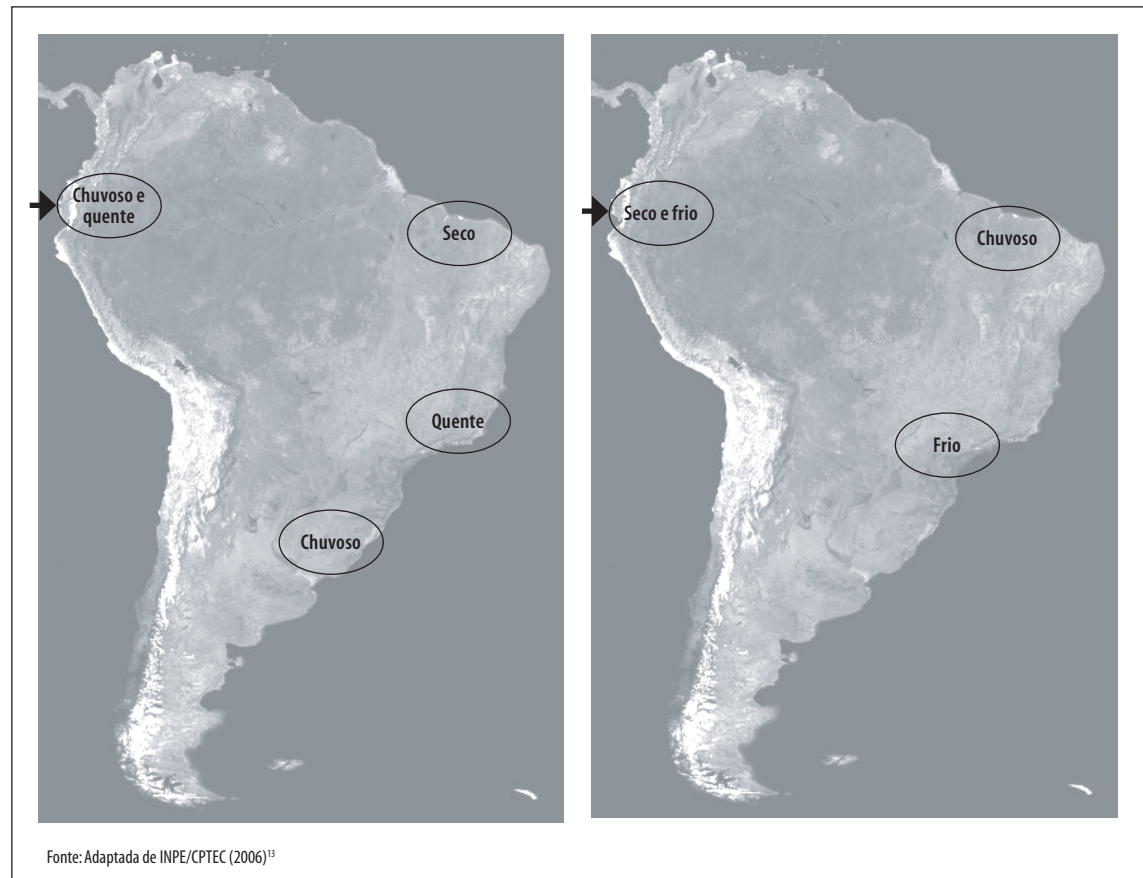 Chuvoso e
quente
Seco
Quente
Chuvoso
Seco e frio
Chuvoso
Frio
Fonte: Adaptada de INPE/CPTEC (2006)¹³